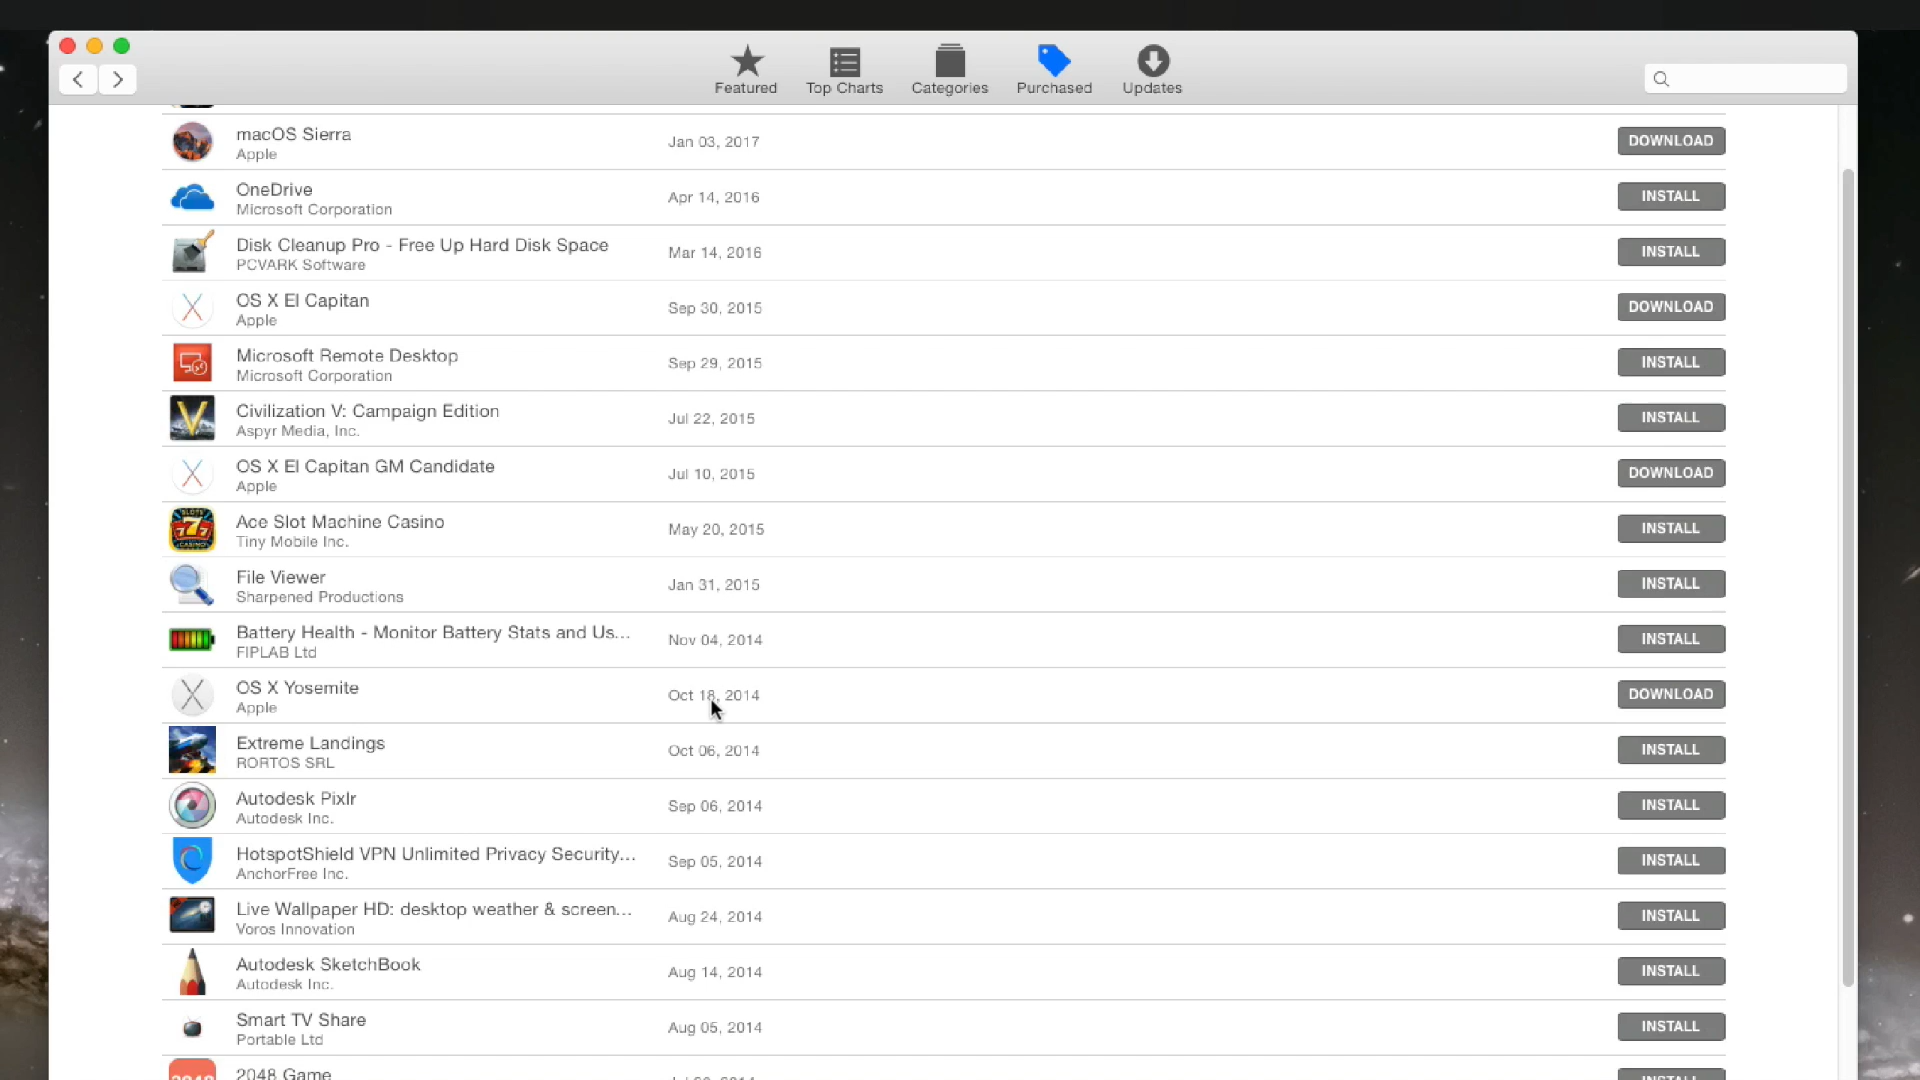 Featured
Top Charts
Categories
Purchased
Updates
macOS Sierra
Apple
Jan 03, 2017
DOWNLOAD
OneDrive
Microsoft Corporation
Apr 14, 2016
INSTALL
Disk Cleanup Pro - Free Up Hard Disk Space
PCVARK Software
Mar 14, 2016
INSTALL
OS X El Capitan
Apple
Sep 30, 2015
DOWNLOAD
Microsoft Remote Desktop
Microsoft Corporation
Sep 29, 2015
INSTALL
Civilization V: Campaign Edition
Aspyr Media, Inc.
Jul 22, 2015
INSTALL
OS X El Capitan GM Candidate
Apple
Jul 10, 2015
DOWNLOAD
Ace Slot Machine Casino
Tiny Mobile Inc.
May 20, 2015
INSTALL
File Viewer
Sharpened Productions
Jan 31, 2015
INSTALL
Battery Health - Monitor Battery Stats and Us...
FIPLAB Ltd
Nov 04, 2014
INSTALL
OS X Yosemite
Apple
Oct 18, 2014
DOWNLOAD
Extreme Landings
RORTOS SRL
Oct 06, 2014
INSTALL
Autodesk Pixlr
Autodesk Inc.
Sep 06, 2014
INSTALL
HotspotShield VPN Unlimited Privacy Security...
AnchorFree Inc.
Sep 05, 2014
INSTALL
Live Wallpaper HD: desktop weather & screen...
Voros Innovation
Aug 24, 2014
INSTALL
Autodesk SketchBook
Autodesk Inc.
Aug 14, 2014
INSTALL
Smart TV Share
Portable Ltd
Aug 05, 2014
INSTALL
2048 Game
INSTALL